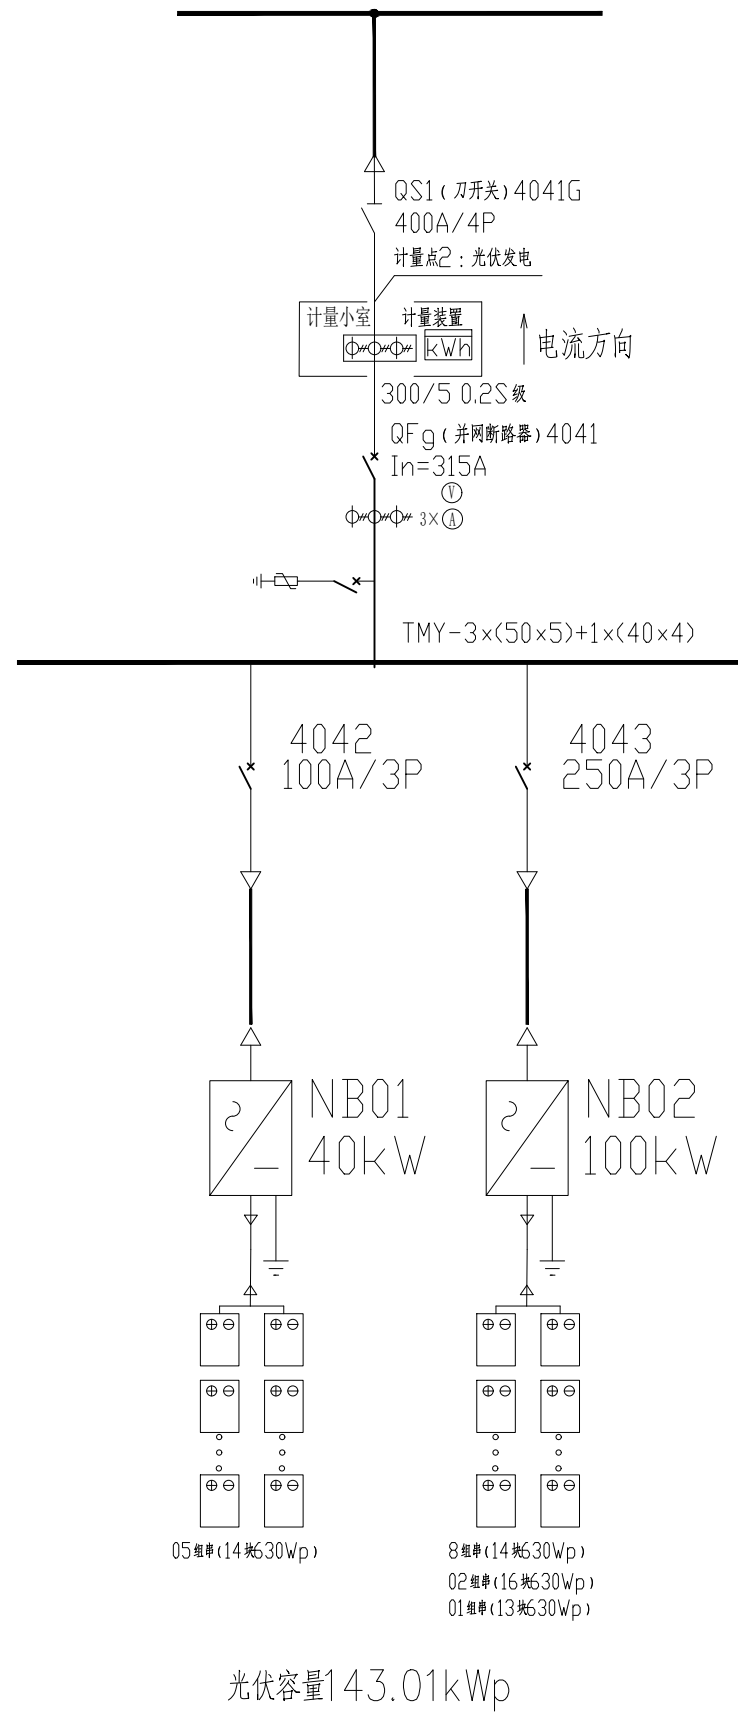 QS1(刀开关)4041G
400A/4P
计量点2:光伏发电
计量小室 计量装置
kWh
电流方向
300/5 0.2S级
QFg(并网断路器)4041
In=315A
V
3×A
TMY-3×(50×5)+1×(40×4)
4042
100A/3P
4043
250A/3P
NB01
40kW
NB02
100kW
05组串(14块630Wp)
8组串(14块630Wp)
02组串(16块630Wp)
01组串(13块630Wp)
光伏容量143.01kWp